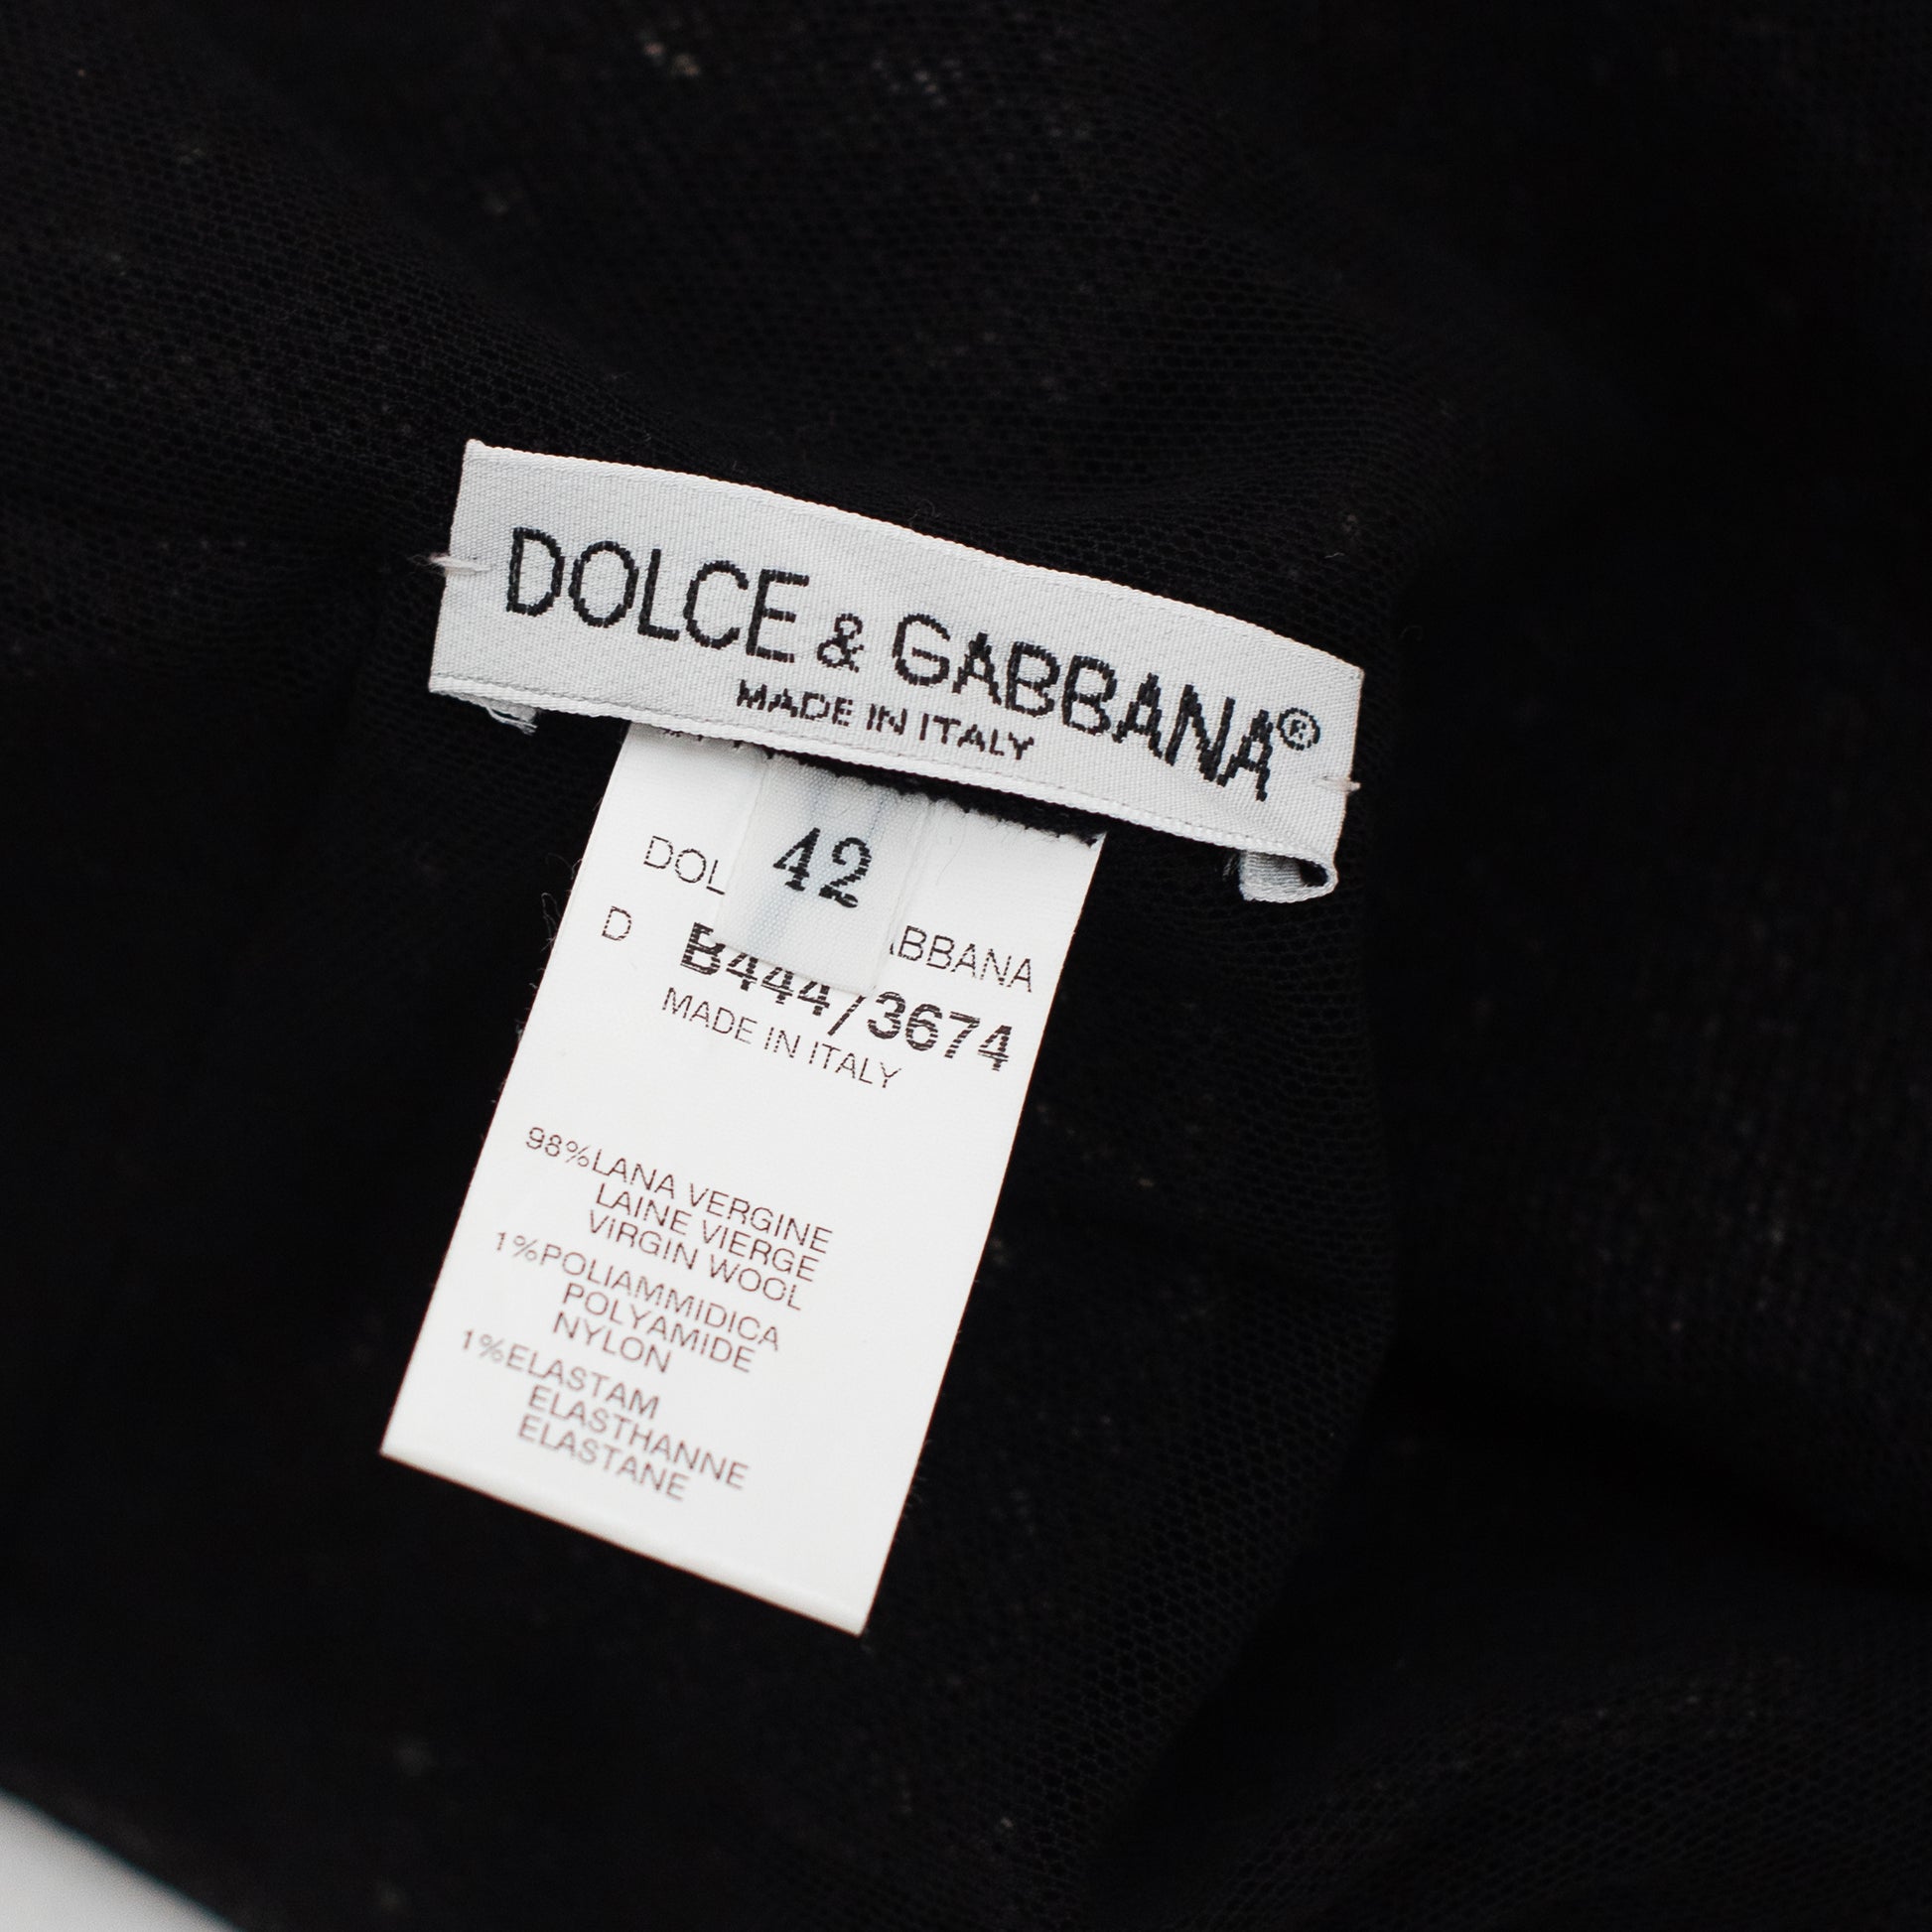 DOLCE & GABBANA®
MADE IN ITALY
42
DOL ABBANA
D B444/3674
MADE IN ITALY
98%LANA VERGINE
LAINE VIERGE
VIRGIN WOOL
1%POLIAMMIDICA
POLYAMIDE
NYLON
1%ELASTAM
ELASTHANNE
ELASTANE